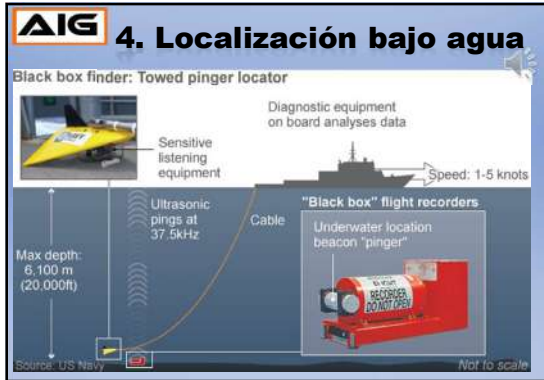 AIG
4. Localización bajo agua
Black box finder: Towed pinger locator
Diagnostic equipment
on board analyses data
Sensitive
listening
equipment
Speed: 1-5 knots
Ultrasonic
pings at
37.5kHz
Cable
"Black box" flight recorders
Underwater location
beacon "pinger"
Max depth:
6,100 m
(20,000ft)
RECORDER
DO NOT OPEN
Source: US Navy
Not to scale